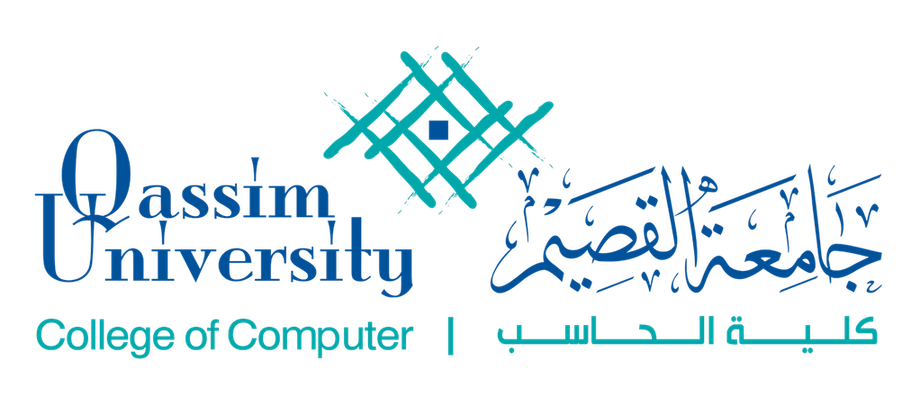 Qassim
University
جامعة القصيم
College of Computer | كلية الحاسب